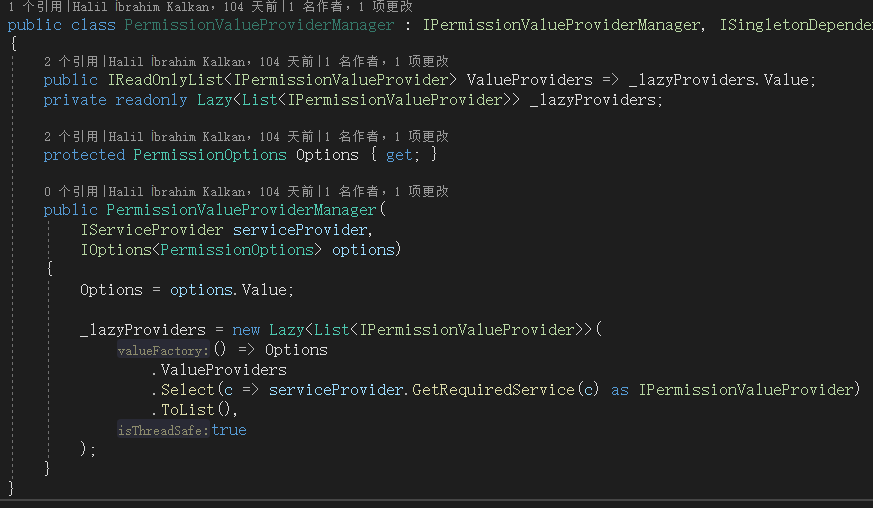 1 个引用|Halil İbrahim Kalkan，104 天前|1 名作者，1 项更改
public class PermissionValueProviderManager : IPermissionValueProviderManager, ISingletonDepende
{
2 个引用|Halil İbrahim Kalkan，104 天前|1 名作者，1 项更改
public IReadOnlyList<IPermissionValueProvider> ValueProviders => _lazyProviders.Value;
private readonly Lazy<List<IPermissionValueProvider>> _lazyProviders;
2 个引用|Halil İbrahim Kalkan，104 天前|1 名作者，1 项更改
protected PermissionOptions Options { get; }
0 个引用|Halil İbrahim Kalkan，104 天前|1 名作者，1 项更改
public PermissionValueProviderManager(
IServiceProvider serviceProvider,
IOptions<PermissionOptions> options)
{
Options = options.Value;
_lazyProviders = new Lazy<List<IPermissionValueProvider>>(
valueFactory: () => Options
.ValueProviders
.Select(c => serviceProvider.GetRequiredService(c) as IPermissionValueProvider)
.ToList(),
isThreadSafe: true
);
}
}